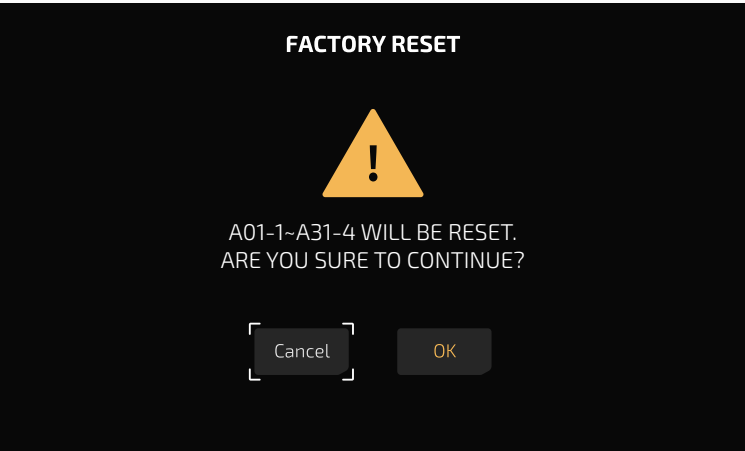 FACTORY RESET
!
A01-1~A31-4 WILL BE RESET.
ARE YOU SURE TO CONTINUE?
Cancel OK